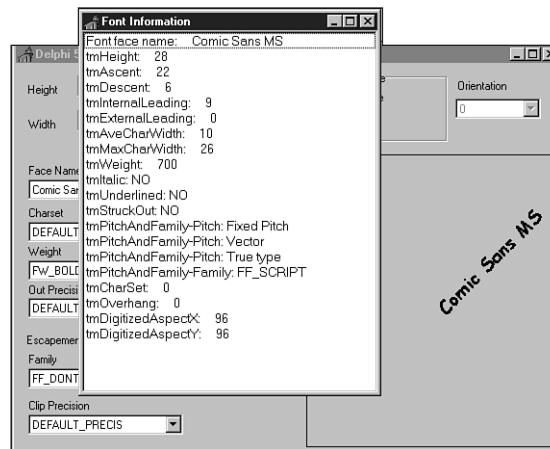 Font Information
Font face name: Comic Sans MS
tmHeight: 28
tmAscent: 22
tmDescent: 6
tmInternalLeading: 9
tmExternalLeading: 0
tmAveCharWidth: 10
tmMaxCharWidth: 26
tmWeight: 700
tmItalic: NO
tmUnderlined: NO
tmStruckOut: NO
tmPitchAndFamily-Pitch: Fixed Pitch
tmPitchAndFamily-Pitch: Vector
tmPitchAndFamily-Pitch: True type
tmPitchAndFamily-Family: FF_SCRIPT
tmCharSet: 0
tmOverhang: 0
tmDigitizedAspectX: 96
tmDigitizedAspectY: 96
Delphi
Height
Width
Face Name
Comic
Charset
DEFAULT
Weight
FW_BOLD
Out
DEFAULT
Family
FF_DONT
Clip Precision
DEFAULT_PRECIS
Orientation
0
Comic Sans MS